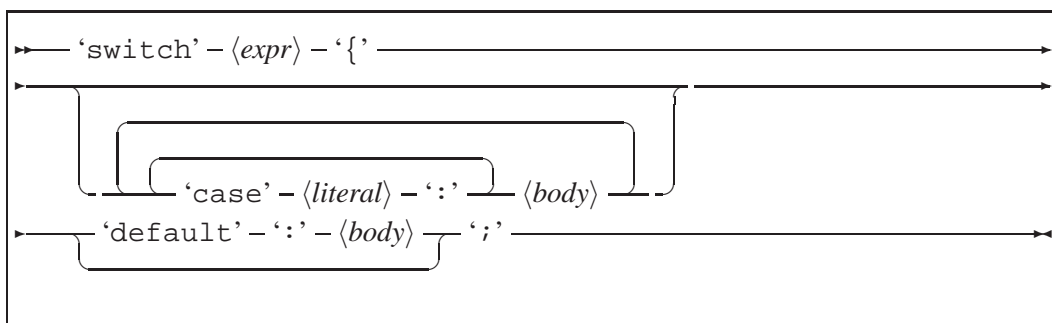 ‘switch’ – ⟨expr⟩ – ‘{’
‘case’ – ⟨literal⟩ – ‘:’ ⟨body⟩
‘default’ – ‘:’ – ⟨body⟩ ‘;’